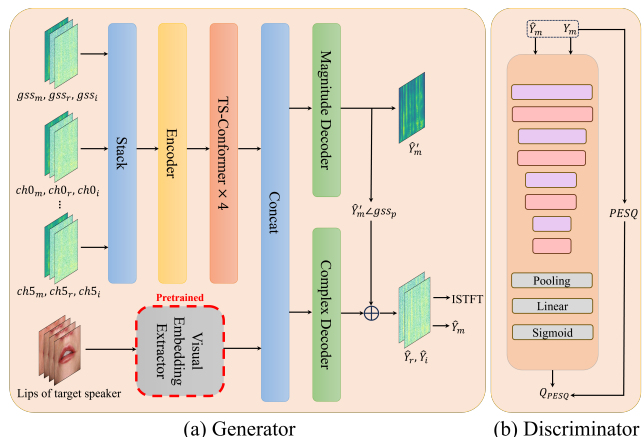 gss_m, gss_r, gss_i
ch0_m, ch0_r, ch0_i
⋮
ch5_m, ch5_r, ch5_i
Lips of target speaker
Stack
Encoder
TS-Conformer × 4
Pretrained
Visual
Embedding
Extractor
Concat
Magnitude Decoder
Complex Decoder
Ŷ′_m
Ŷ′_m∠gss_p
ISTFT
Ŷ_m
Ŷ_r, Ŷ_i
(a) Generator
Ŷ_m Y_m
PESQ
Pooling
Linear
Sigmoid
Q_PESQ
(b) Discriminator